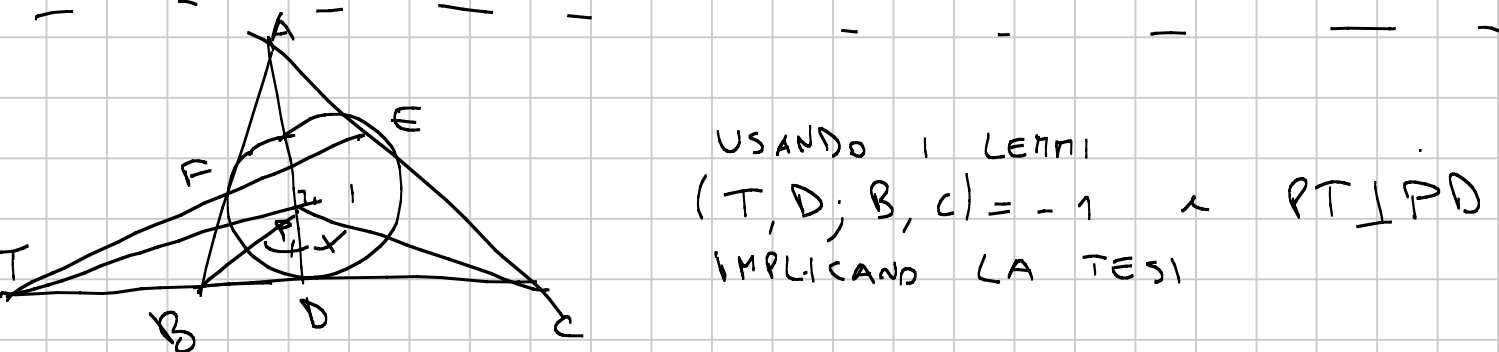 A
E
F
I
P
T
B
D
C
USANDO I LEMMI
(T, D; B, C) = -1 e PT ⊥ PD
IMPLICANO LA TESI